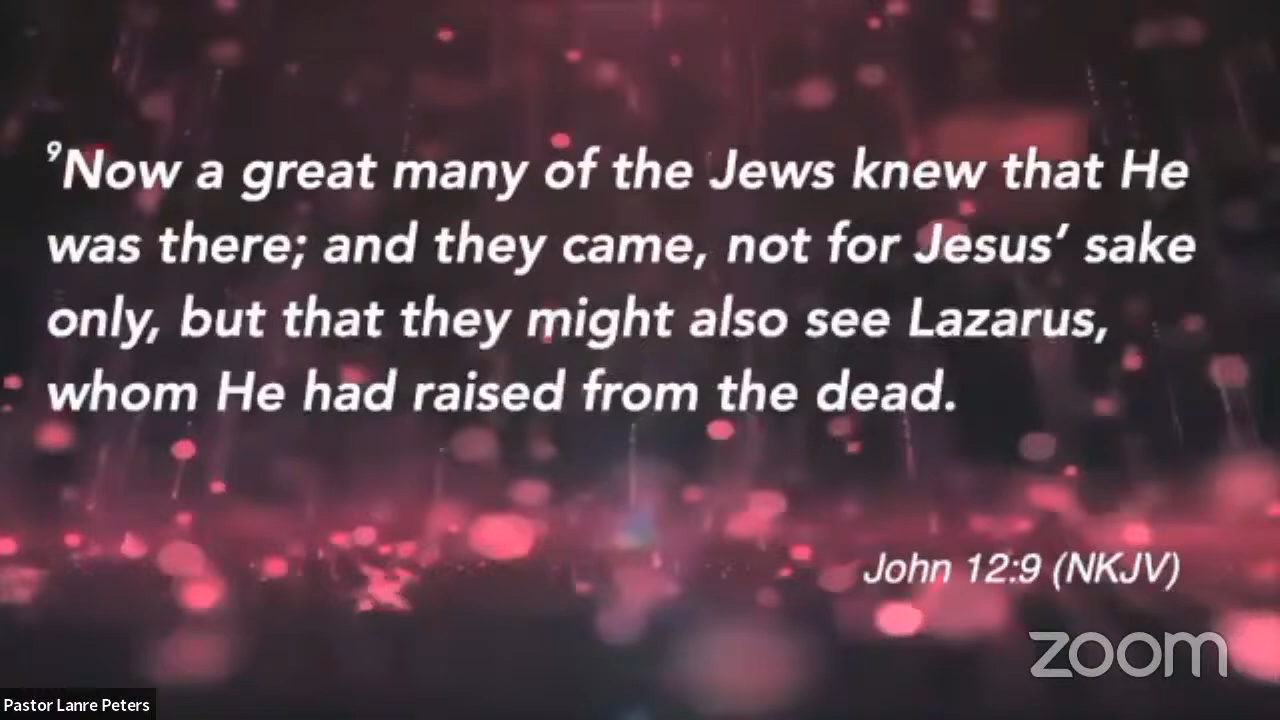 ⁹Now a great many of the Jews knew that He
was there; and they came, not for Jesus’ sake
only, but that they might also see Lazarus,
whom He had raised from the dead.
John 12:9 (NKJV)
zoom
Pastor Lanre Peters